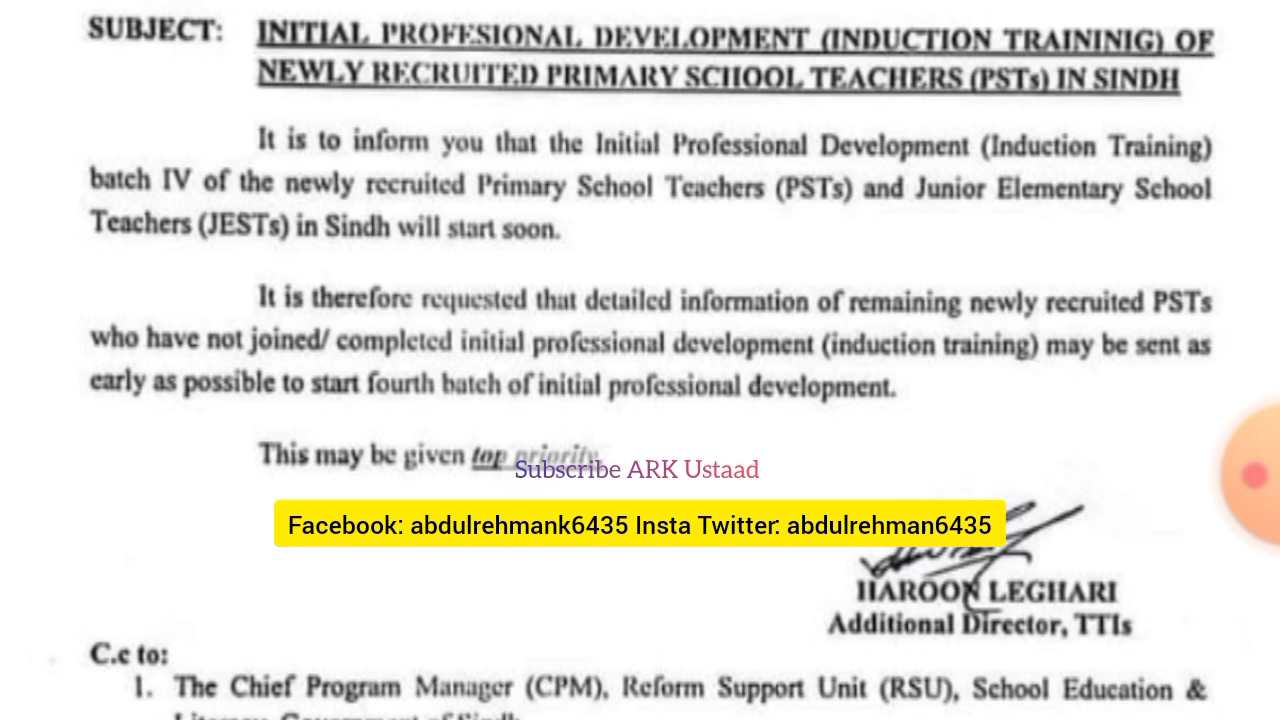 SUBJECT: INITIAL PROFESIONAL DEVELOPMENT (INDUCTION TRAININIG) OF
NEWLY RECRUITED PRIMARY SCHOOL TEACHERS (PSTs) IN SINDH
It is to inform you that the Initial Professional Development (Induction Training)
batch IV of the newly recruited Primary School Teachers (PSTs) and Junior Elementary School
Teachers (JESTs) in Sindh will start soon.
It is therefore requested that detailed information of remaining newly recruited PSTs
who have not joined/ completed initial professional development (induction training) may be sent as
early as possible to start fourth batch of initial professional development.
This may be given top priority.
Subscribe ARK Ustaad
Facebook: abdulrehmank6435 Insta Twitter: abdulrehman6435
HAROON LEGHARI
Additional Director, TTIs
C.c to:
1. The Chief Program Manager (CPM), Reform Support Unit (RSU), School Education &
Literacy, Government of Sindh